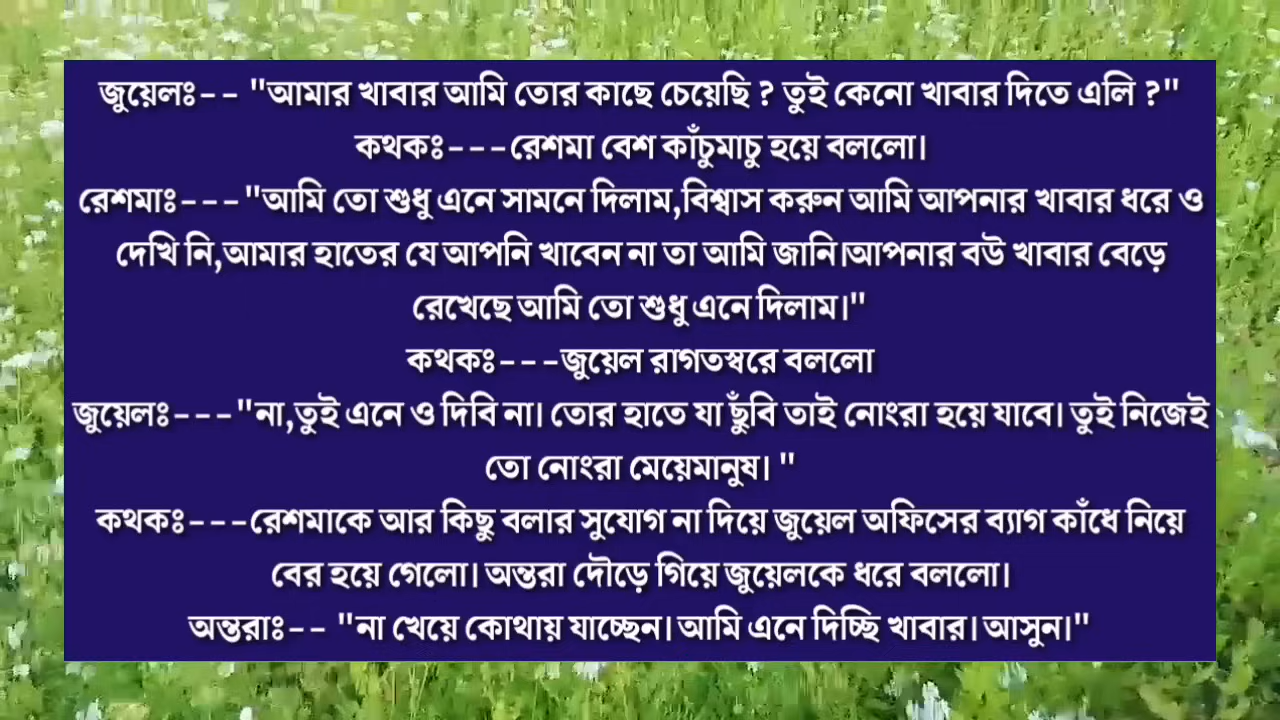 জুয়েলঃ-- "আমার খাবার আমি তোর কাছে চেয়েছি ? তুই কেনো খাবার দিতে এলি ?"
কথকঃ---রেশমা বেশ কাঁচুমাচু হয়ে বললো।
রেশমাঃ---"আমি তো শুধু এনে সামনে দিলাম,বিশ্বাস করুন আমি আপনার খাবার ধরে ও
দেখি নি,আমার হাতের যে আপনি খাবেন না তা আমি জানি।আপনার বউ খাবার বেড়ে
রেখেছে আমি তো শুধু এনে দিলাম।"
কথকঃ---জুয়েল রাগতস্বরে বললো
জুয়েলঃ---"না,তুই এনে ও দিবি না। তোর হাতে যা ছুঁবি তাই নোংরা হয়ে যাবে। তুই নিজেই
তো নোংরা মেয়েমানুষ। "
কথকঃ---রেশমাকে আর কিছু বলার সুযোগ না দিয়ে জুয়েল অফিসের ব্যাগ কাঁধে নিয়ে
বের হয়ে গেলো। অন্তরা দৌড়ে গিয়ে জুয়েলকে ধরে বললো।
অন্তরাঃ-- "না খেয়ে কোথায় যাচ্ছেন। আমি এনে দিচ্ছি খাবার। আসুন।"